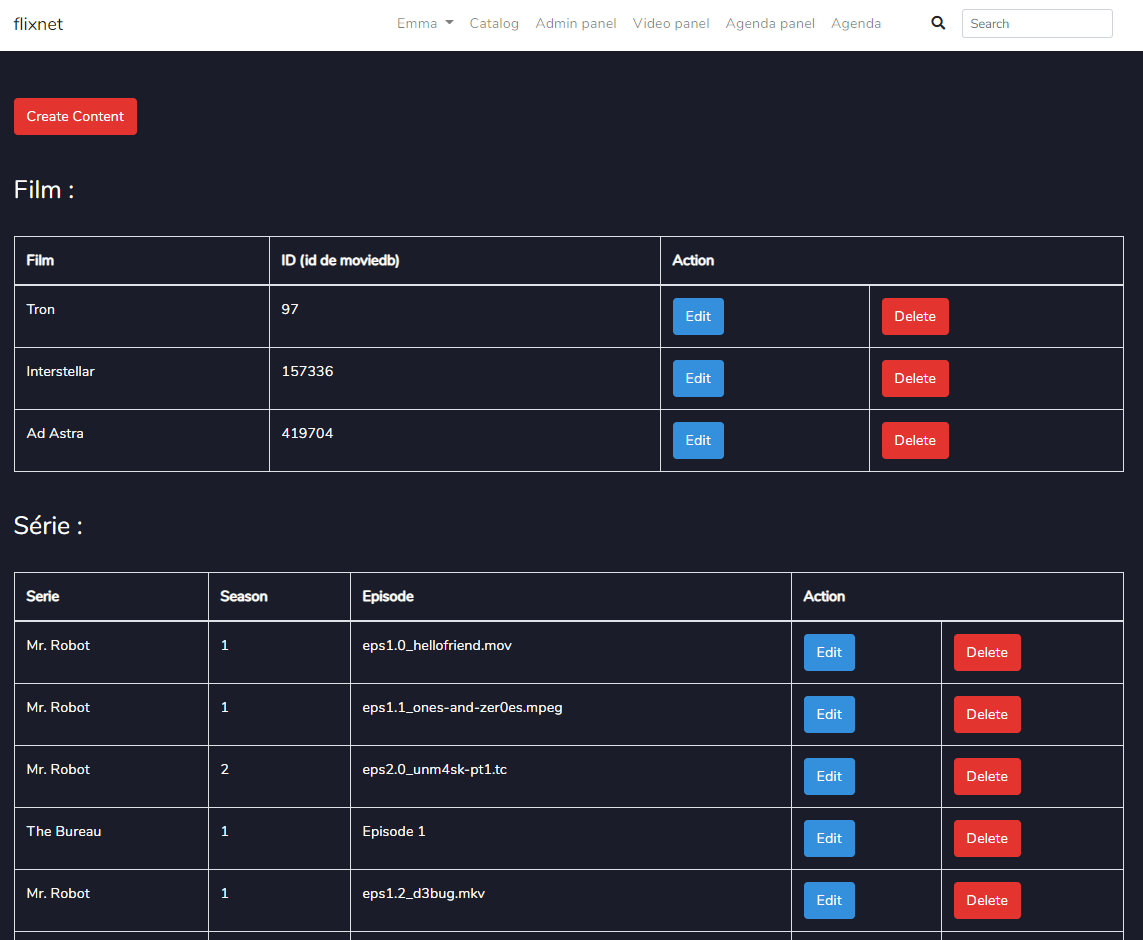 flixnet Emma Catalog Admin panel Video panel Agenda panel Agenda Search
Create Content
Film :
Film ID (id de moviedb) Action
Tron 97 Edit Delete
Interstellar 157336 Edit Delete
Ad Astra 419704 Edit Delete
Série :
Serie Season Episode Action
Mr. Robot 1 eps1.0_hellofriend.mov Edit Delete
Mr. Robot 1 eps1.1_ones-and-zer0es.mpeg Edit Delete
Mr. Robot 2 eps2.0_unm4sk-pt1.tc Edit Delete
The Bureau 1 Episode 1 Edit Delete
Mr. Robot 1 eps1.2_d3bug.mkv Edit Delete